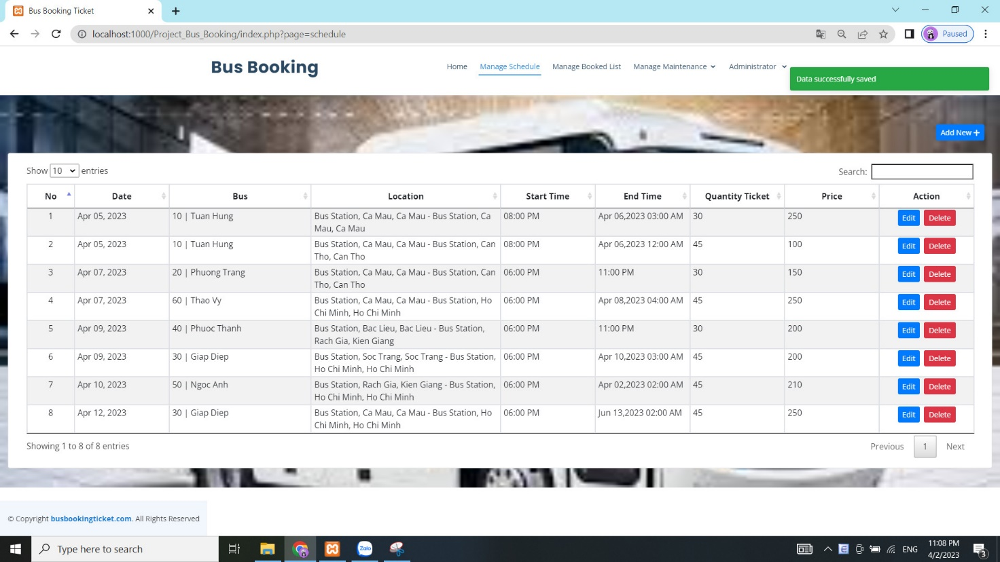 Bus Booking Ticket
localhost:1000/Project_Bus_Booking/index.php?page=schedule
Paused
Bus Booking
Home
Manage Schedule
Manage Booked List
Manage Maintenance
Administrator
Data successfully saved
Add New +
Show 10 entries
Search:
No Date Bus Location Start Time End Time Quantity Ticket Price Action
1 Apr 05, 2023 10 | Tuan Hung Bus Station, Ca Mau, Ca Mau - Bus Station, Ca 08:00 PM Apr 06,2023 03:00 AM 30 250 Edit Delete
Mau, Ca Mau
2 Apr 05, 2023 10 | Tuan Hung Bus Station, Ca Mau, Ca Mau - Bus Station, Can 08:00 PM Apr 06,2023 12:00 AM 45 100 Edit Delete
Tho, Can Tho
3 Apr 07, 2023 20 | Phuong Trang Bus Station, Ca Mau, Ca Mau - Bus Station, Can 06:00 PM 11:00 PM 30 150 Edit Delete
Tho, Can Tho
4 Apr 07, 2023 60 | Thao Vy Bus Station, Ca Mau, Ca Mau - Bus Station, Ho 06:00 PM Apr 08,2023 04:00 AM 45 250 Edit Delete
Chi Minh, Ho Chi Minh
5 Apr 09, 2023 40 | Phuoc Thanh Bus Station, Bac Lieu, Bac Lieu - Bus Station, 06:00 PM 11:00 PM 30 200 Edit Delete
Rach Gia, Kien Giang
6 Apr 09, 2023 30 | Giap Diep Bus Station, Soc Trang, Soc Trang - Bus Station, 06:00 PM Apr 10,2023 03:00 AM 45 200 Edit Delete
Ho Chi Minh, Ho Chi Minh
7 Apr 10, 2023 50 | Ngoc Anh Bus Station, Rach Gia, Kien Giang - Bus Station, 06:00 PM Apr 02,2023 02:00 AM 45 210 Edit Delete
Ho Chi Minh, Ho Chi Minh
8 Apr 12, 2023 30 | Giap Diep Bus Station, Ca Mau, Ca Mau - Bus Station, Ho 06:00 PM Jun 13,2023 02:00 AM 45 250 Edit Delete
Chi Minh, Ho Chi Minh
Showing 1 to 8 of 8 entries
Previous 1 Next
© Copyright busbookingticket.com. All Rights Reserved
Type here to search
Zalo
ENG
11:08 PM
4/2/2023
3